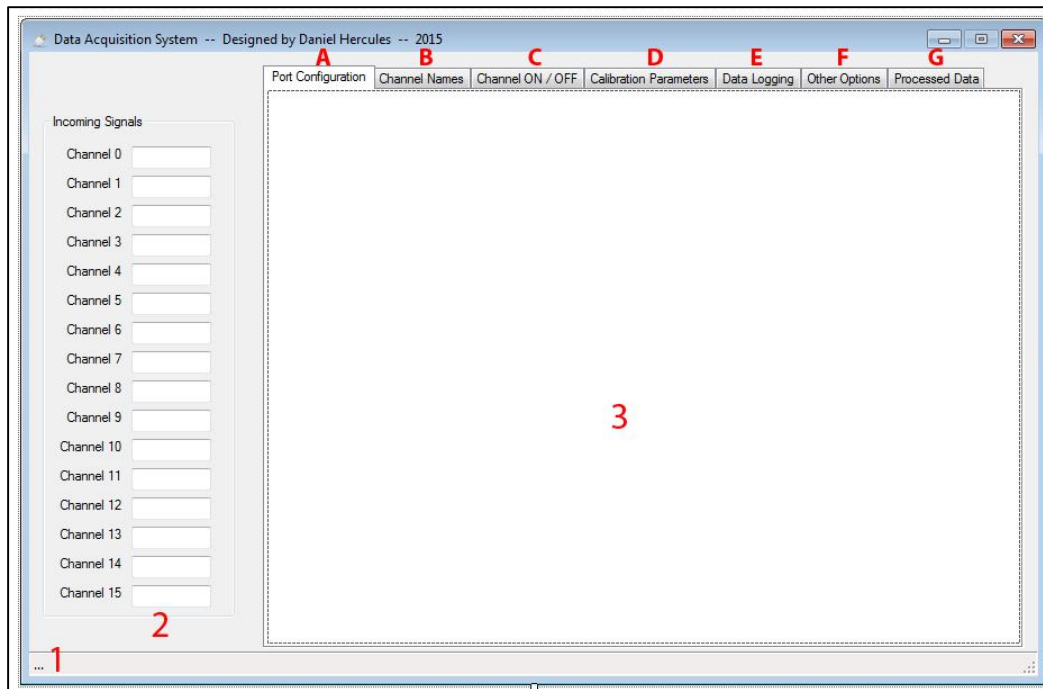 Data Acquisition System -- Designed by Daniel Hercules -- 2015
A B C D E F G
Port Configuration Channel Names Channel ON / OFF Calibration Parameters Data Logging Other Options Processed Data
Incoming Signals
Channel 0
Channel 1
Channel 2
Channel 3
Channel 4
Channel 5
Channel 6
Channel 7
Channel 8
Channel 9
3
Channel 10
Channel 11
Channel 12
Channel 13
Channel 14
Channel 15
2
... 1